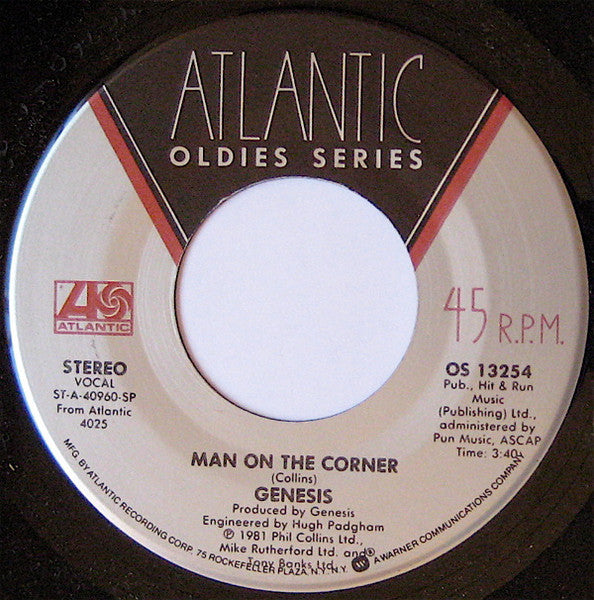 ATLANTIC
OLDIES SERIES
ATLANTIC
STEREO
VOCAL
ST-A-40960-SP
From Atlantic
4025
45 R.P.M.
OS 13254
Pub., Hit & Run
Music
(Publishing) Ltd.,
administered by
Pun Music, ASCAP
Time: 3:40
MAN ON THE CORNER
(Collins)
GENESIS
Produced by Genesis
Engineered by Hugh Padgham
℗ 1981 Phil Collins Ltd.,
Mike Rutherford Ltd. and
Tony Banks Ltd.
MFG. BY ATLANTIC RECORDING CORP. 75 ROCKEFELLER PLAZA, N.Y. N.Y. ® A WARNER COMMUNICATIONS COMPANY